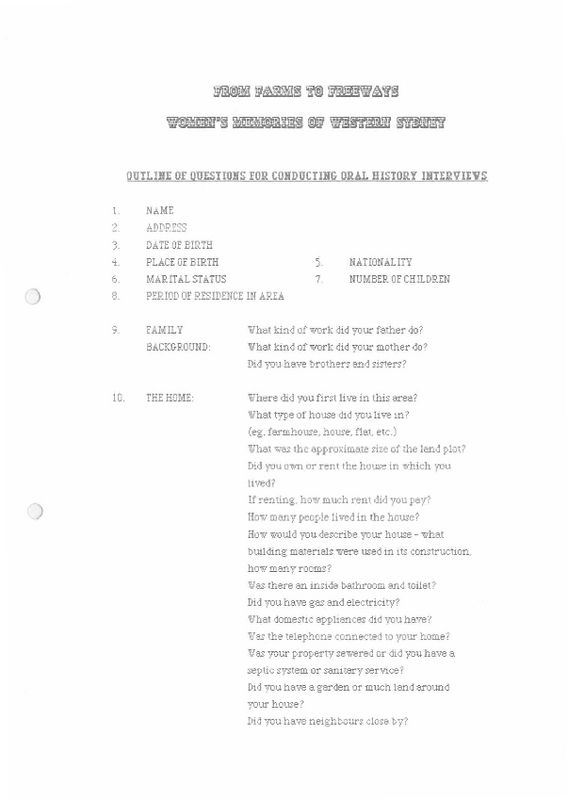 FROM FARMS TO FREEWAYS
WOMEN'S MEMORIES OF WESTERN SYDNEY
OUTLINE OF QUESTIONS FOR CONDUCTING ORAL HISTORY INTERVIEWS
1. NAME
2. ADDRESS
3. DATE OF BIRTH
4. PLACE OF BIRTH 5. NATIONALITY
6. MARITAL STATUS 7. NUMBER OF CHILDREN
8. PERIOD OF RESIDENCE IN AREA
9. FAMILY What kind of work did your father do?
BACKGROUND: What kind of work did your mother do?
Did you have brothers and sisters?
10. THE HOME: Where did you first live in this area?
What type of house did you live in?
(eg, farmhouse, house, flat, etc.)
What was the approximate size of the land plot?
Did you own or rent the house in which you
lived?
If renting, how much rent did you pay?
How many people lived in the house?
How would you describe your house - what
building materials were used in its construction,
how many rooms?
Was there an inside bathroom and toilet?
Did you have gas and electricity?
What domestic appliances did you have?
Was the telephone connected to your home?
Was your property sewered or did you have a
septic system or sanitary service?
Did you have a garden or much land around
your house?
Did you have neighbours close by?